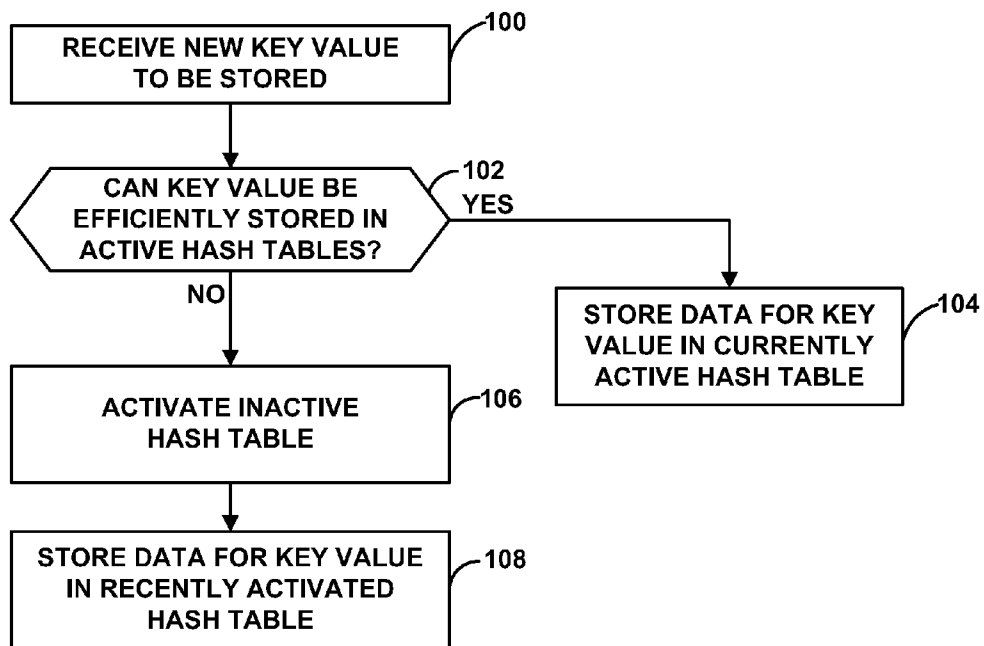 100
RECEIVE NEW KEY VALUE
TO BE STORED
102
CAN KEY VALUE BE
EFFICIENTLY STORED IN
ACTIVE HASH TABLES?
YES
NO
104
STORE DATA FOR KEY
VALUE IN CURRENTLY
ACTIVE HASH TABLE
106
ACTIVATE INACTIVE
HASH TABLE
108
STORE DATA FOR KEY VALUE
IN RECENTLY ACTIVATED
HASH TABLE